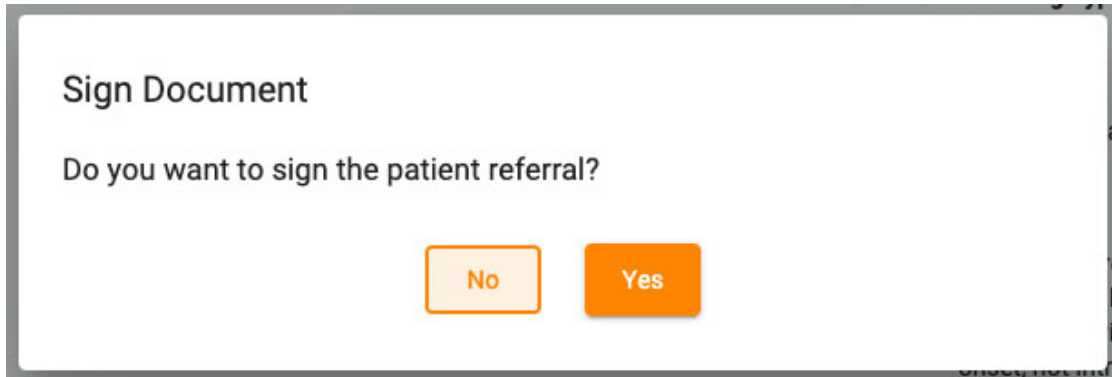 Sign Document
Do you want to sign the patient referral?
No
Yes